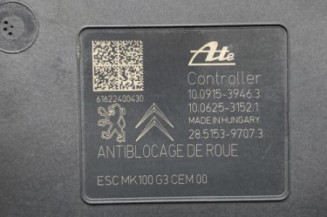 Ate
Controller
10.0915-3946.3
10.0625-3152.1
61622400430
MADE IN HUNGARY
28.5153-9707.3
ANTIBLOCAGE DE ROUE
ESC MK100 G3 CEM 00